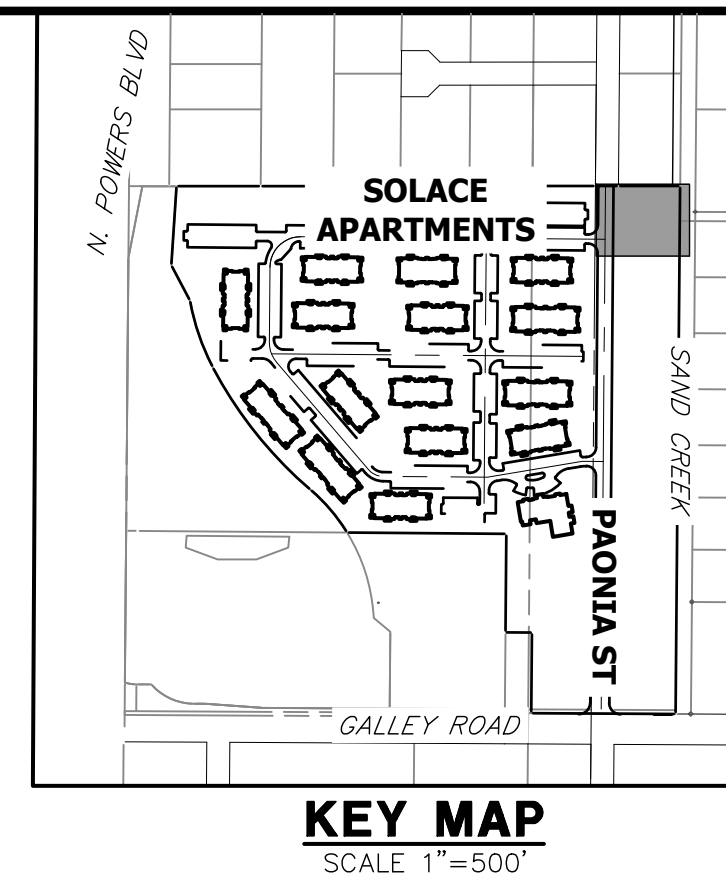 N. POWERS BLVD
SOLACE
APARTMENTS
SAND CREEK
PAONIA ST
GALLEY ROAD
KEY MAP
SCALE 1"=500'